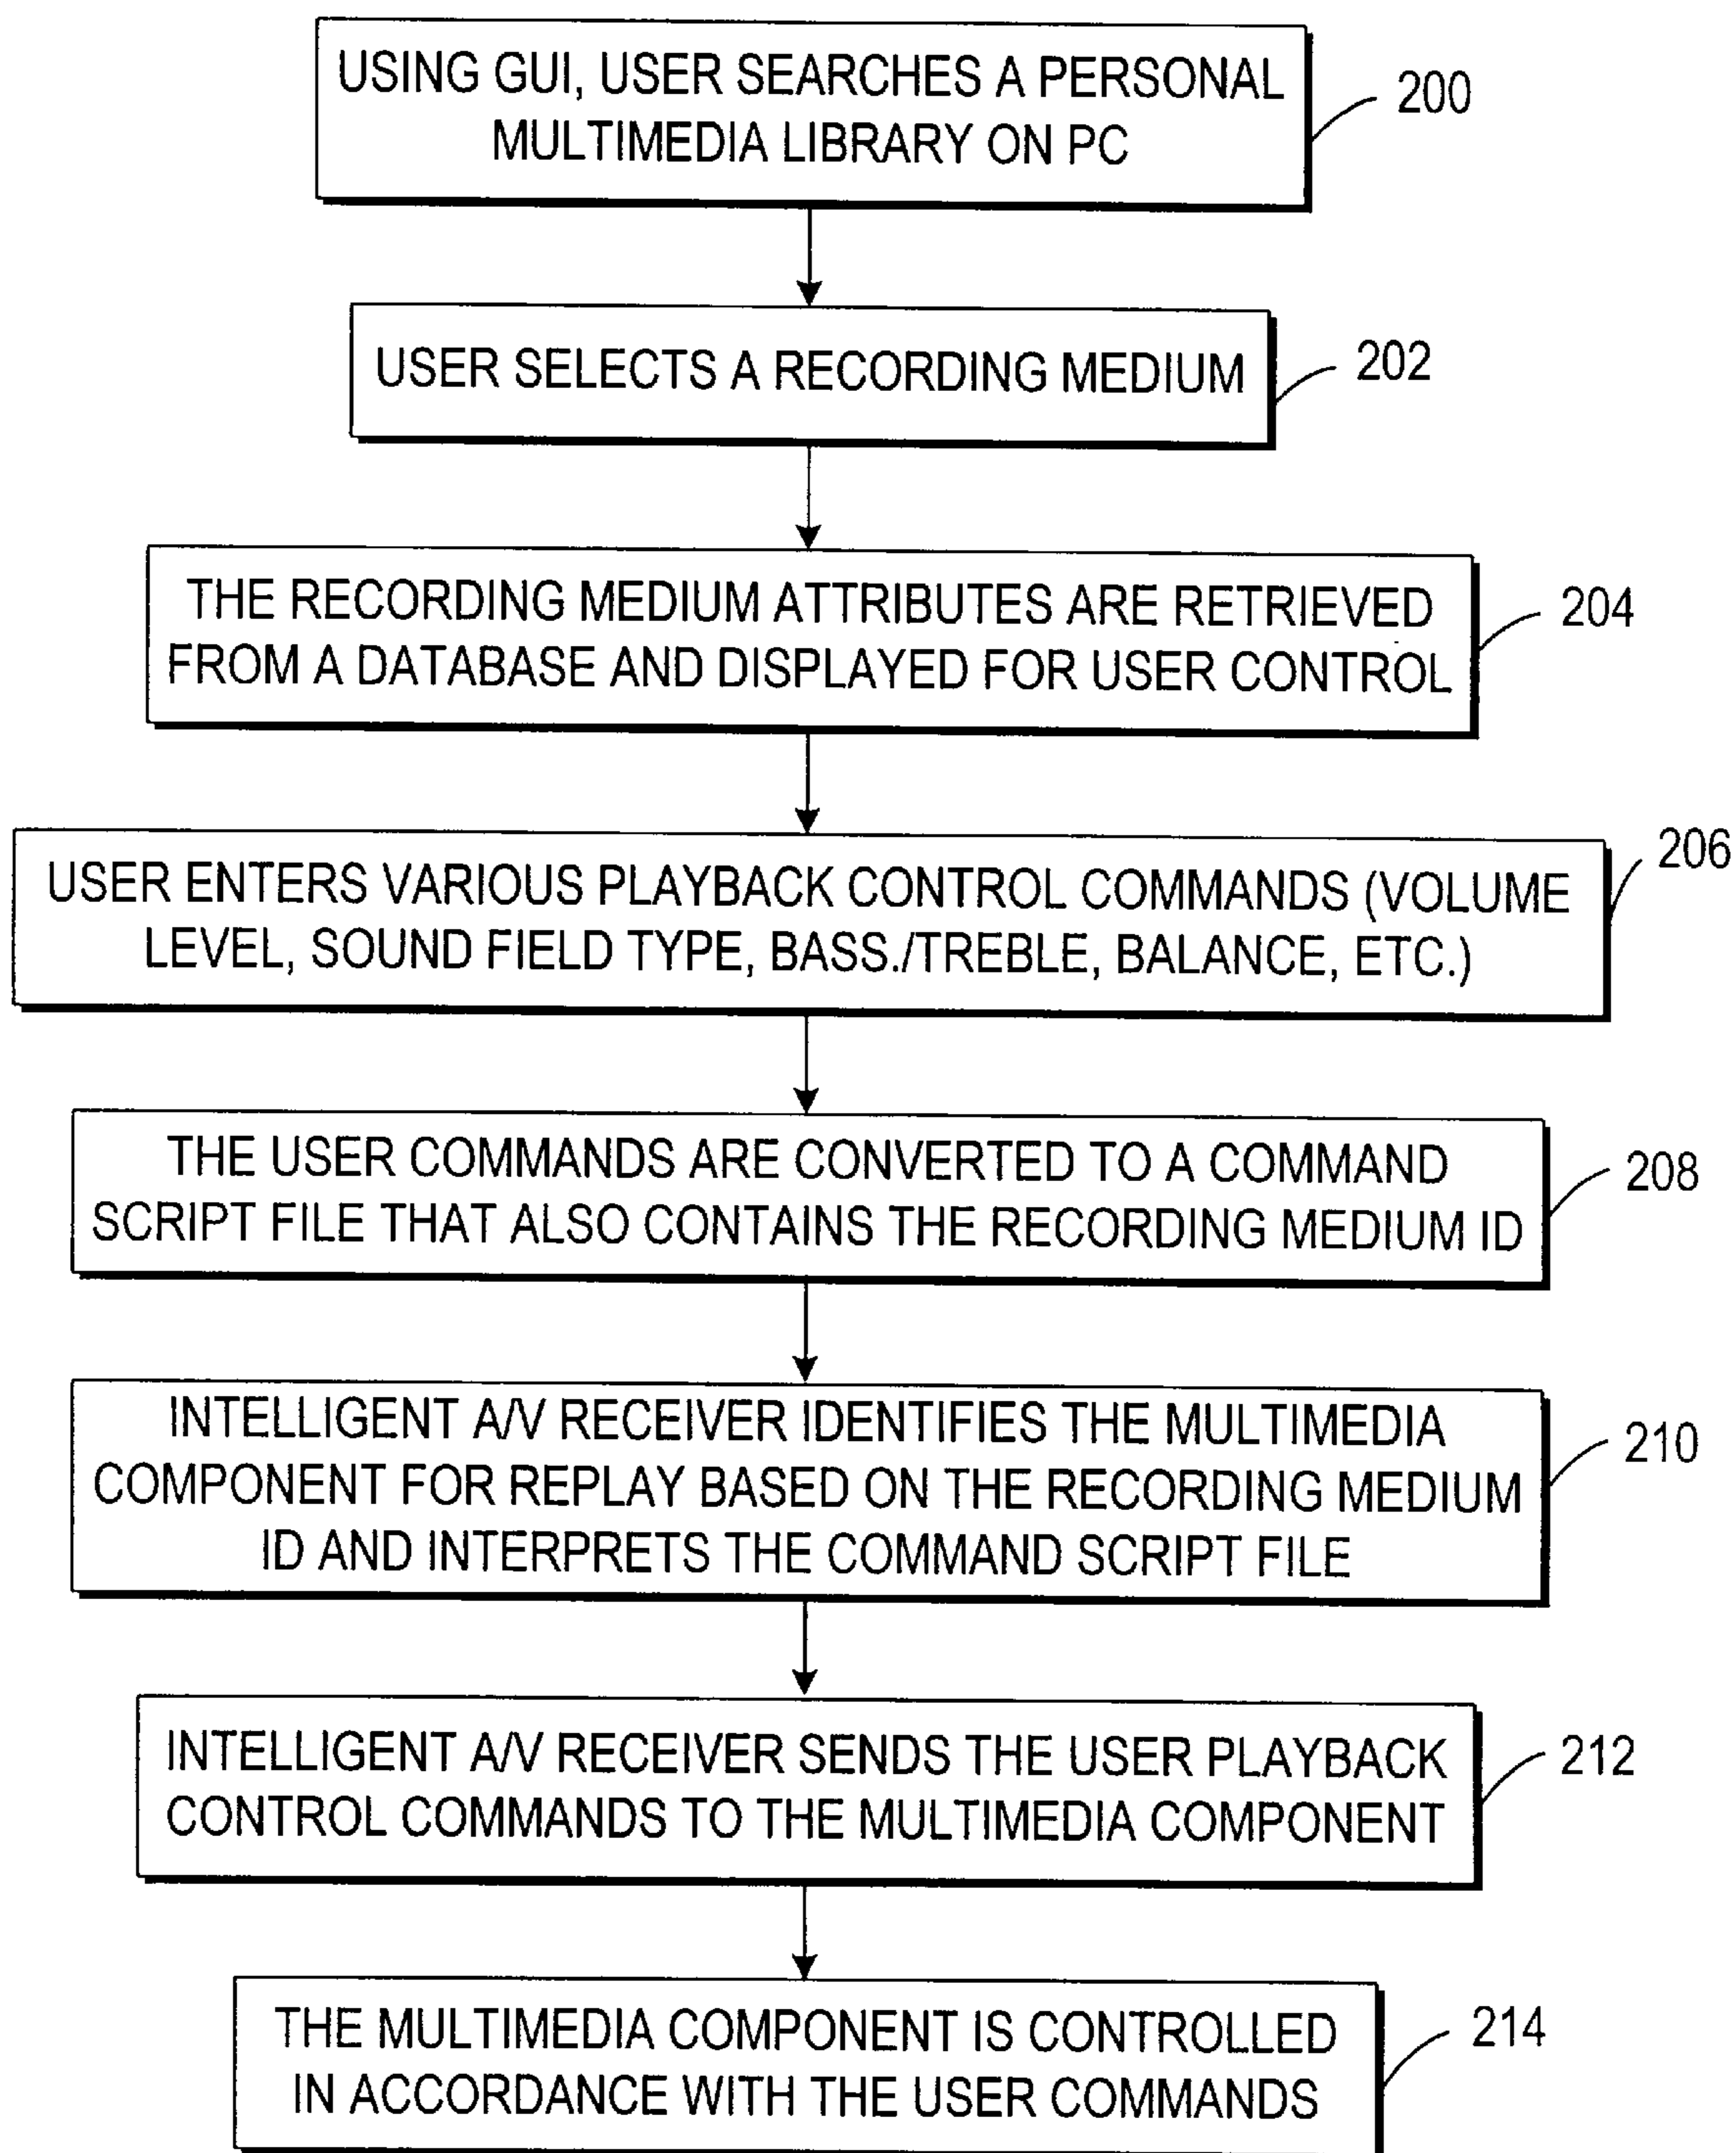 USING GUI, USER SEARCHES A PERSONAL
MULTIMEDIA LIBRARY ON PC
200
USER SELECTS A RECORDING MEDIUM
202
THE RECORDING MEDIUM ATTRIBUTES ARE RETRIEVED
FROM A DATABASE AND DISPLAYED FOR USER CONTROL
204
USER ENTERS VARIOUS PLAYBACK CONTROL COMMANDS (VOLUME
LEVEL, SOUND FIELD TYPE, BASS./TREBLE, BALANCE, ETC.)
206
THE USER COMMANDS ARE CONVERTED TO A COMMAND
SCRIPT FILE THAT ALSO CONTAINS THE RECORDING MEDIUM ID
208
INTELLIGENT A/V RECEIVER IDENTIFIES THE MULTIMEDIA
COMPONENT FOR REPLAY BASED ON THE RECORDING MEDIUM
ID AND INTERPRETS THE COMMAND SCRIPT FILE
210
INTELLIGENT A/V RECEIVER SENDS THE USER PLAYBACK
CONTROL COMMANDS TO THE MULTIMEDIA COMPONENT
212
THE MULTIMEDIA COMPONENT IS CONTROLLED
IN ACCORDANCE WITH THE USER COMMANDS
214